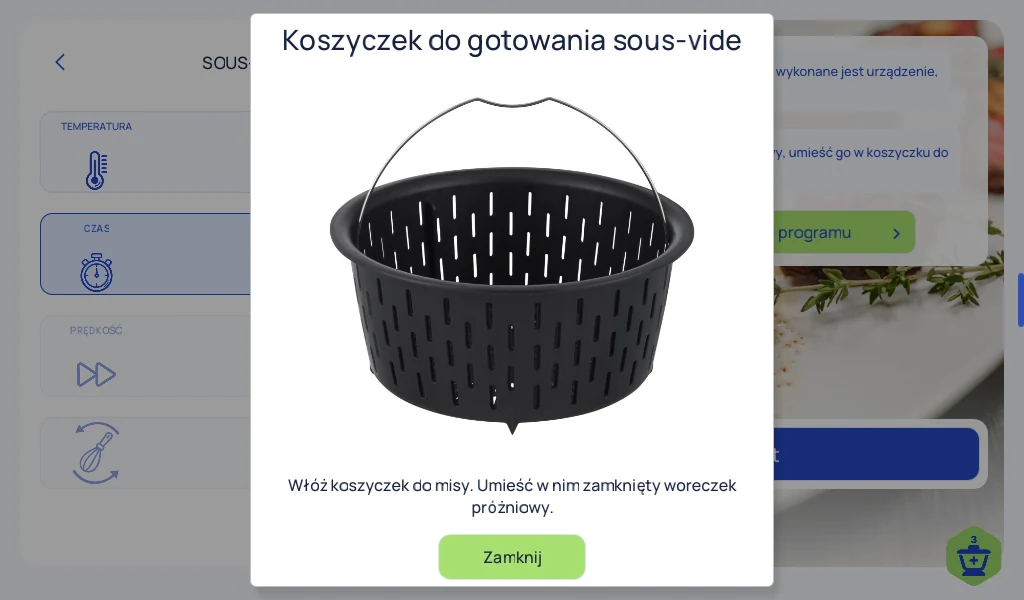 Koszyczek do gotowania sous-vide
SOUS-
TEMPERATURA
CZAS
PRĘDKOŚĆ
wykonane jest urządzenie,
umieść go w koszyczku do
programu
Włóż koszyczek do misy. Umieść w nim zamknięty woreczek
próżniowy.
Zamknij
3